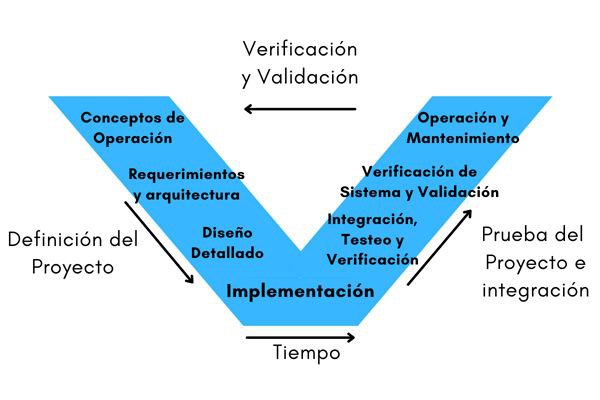 Verificación
y Validación
Conceptos de
Operación
Requerimientos
y arquitectura
Diseño
Detallado
Implementación
Operación y
Mantenimiento
Verificación de
Sistema y Validación
Integración,
Testeo y
Verificación
Definición del
Proyecto
Prueba del
Proyecto e
integración
Tiempo